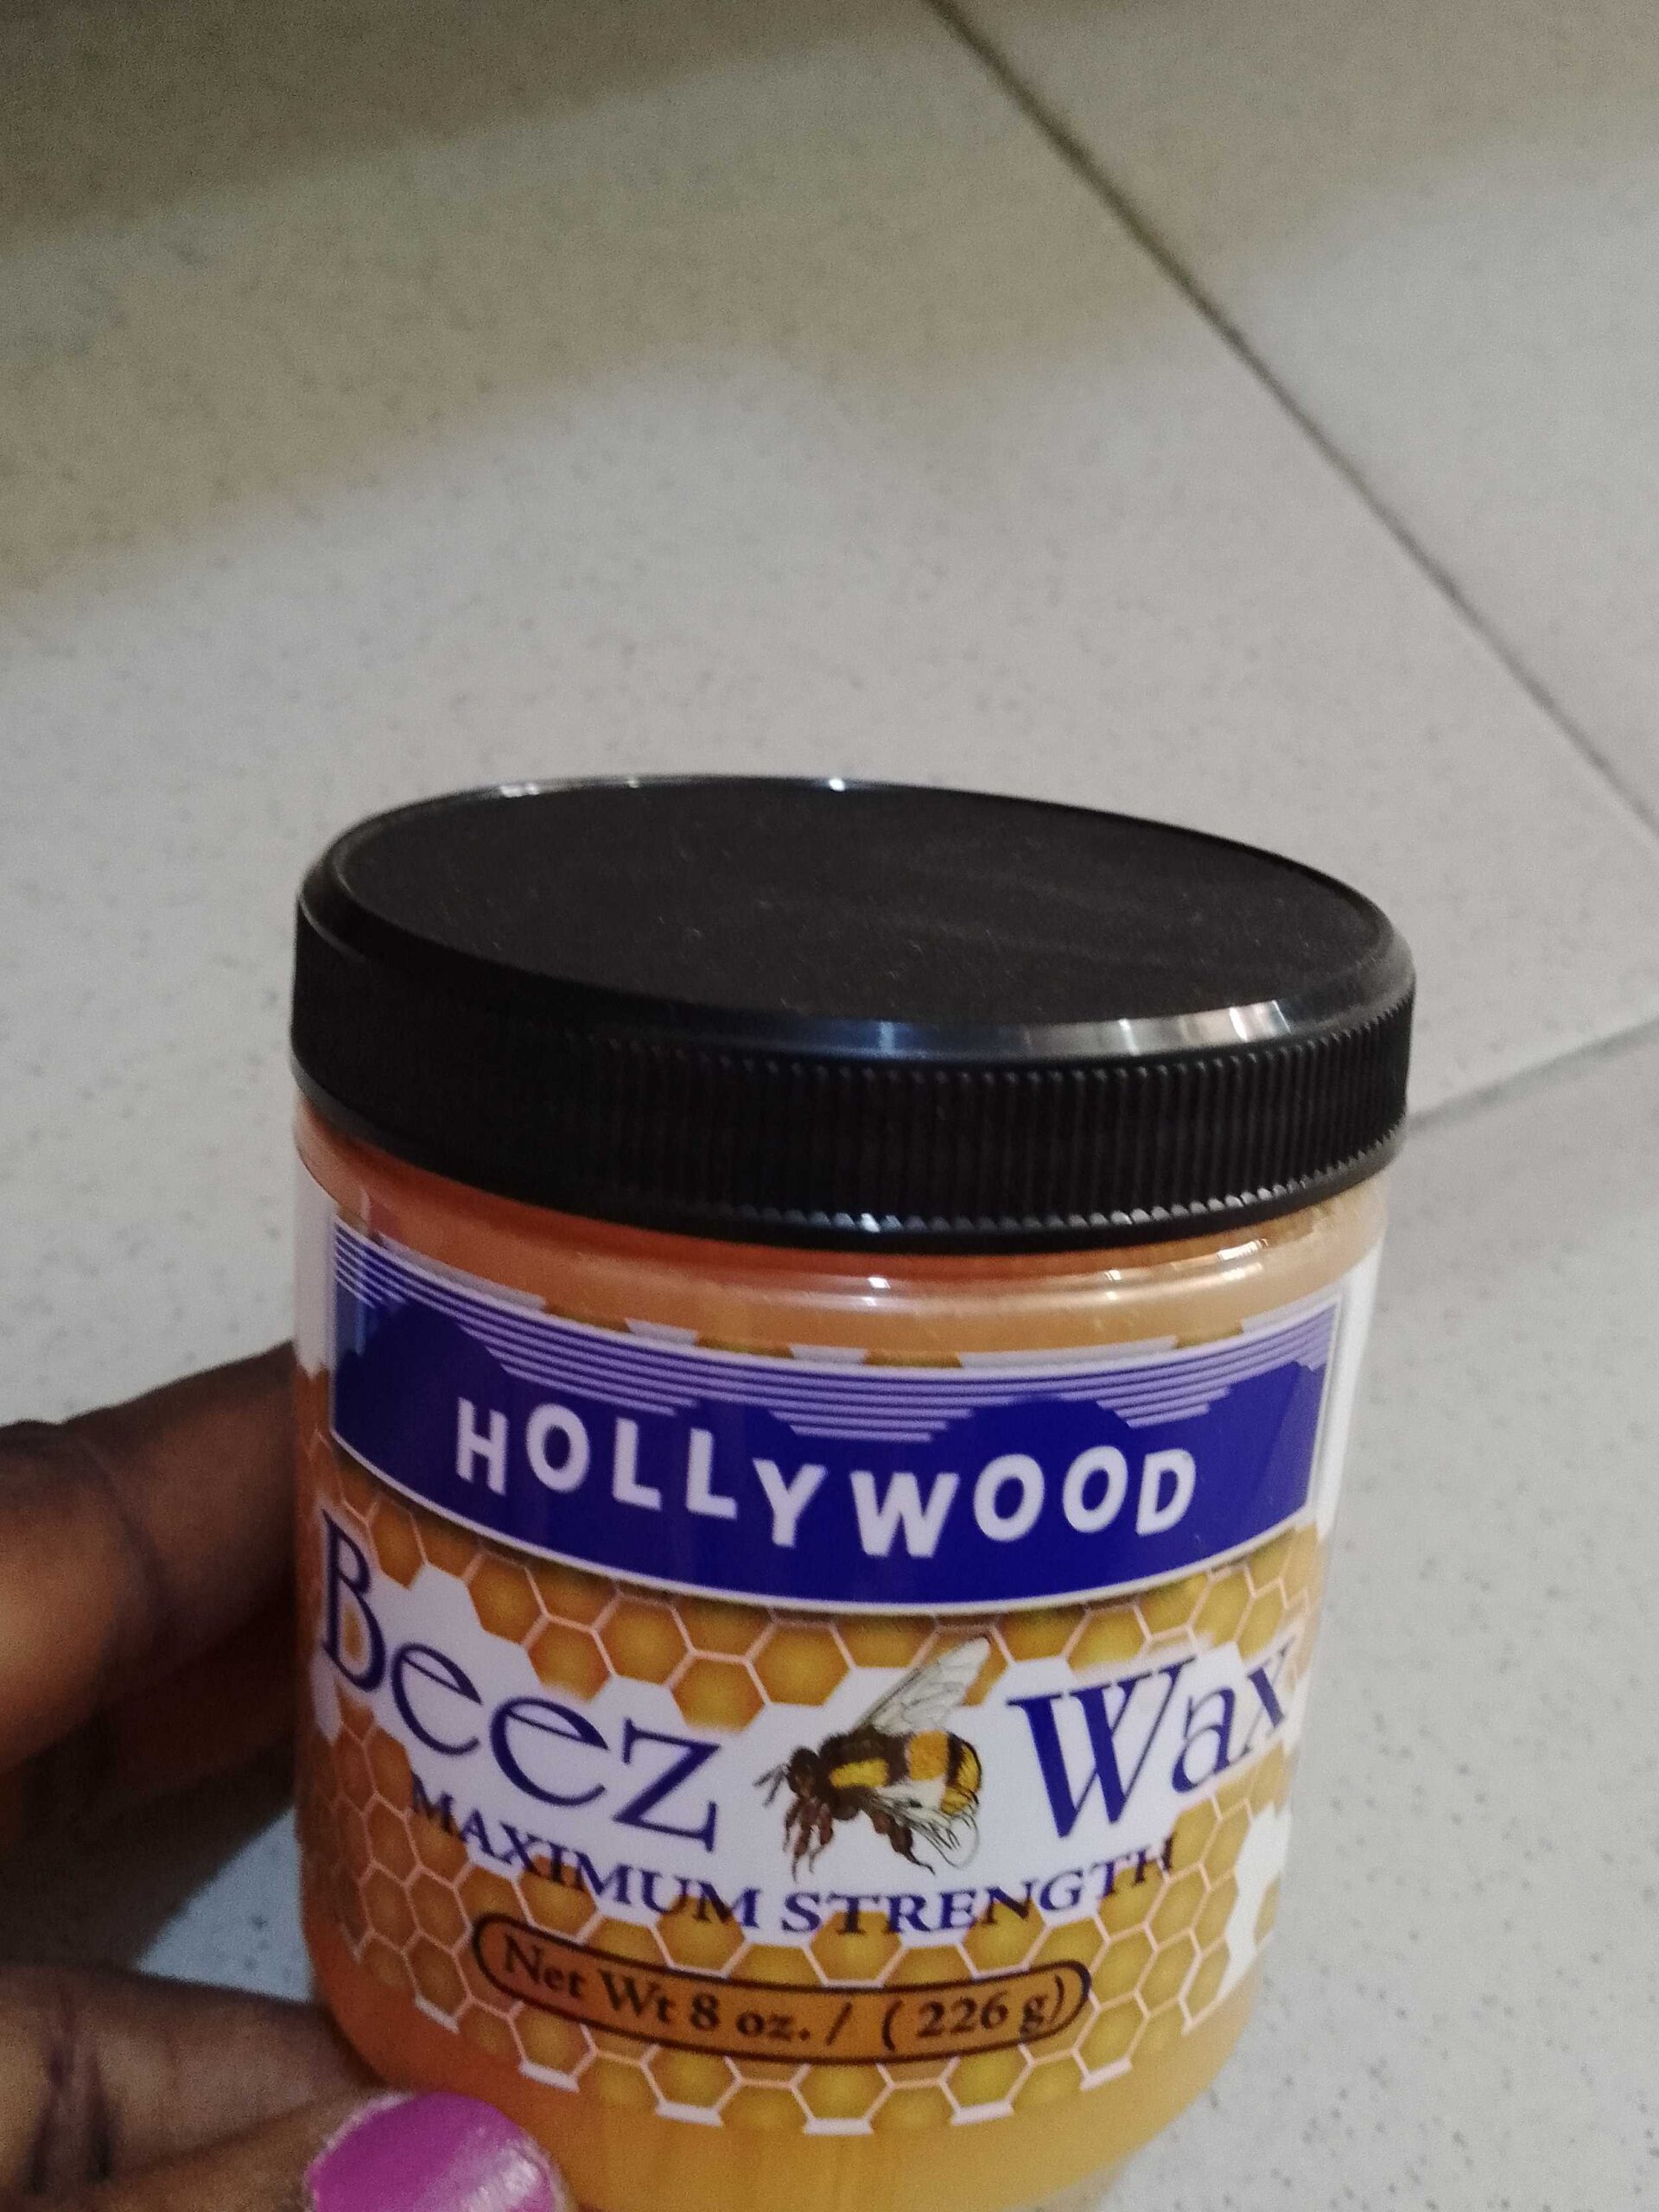 HOLLYWOOD
Beez Wax
MAXIMUM STRENGTH
Net Wt 8 oz. / (226 g)